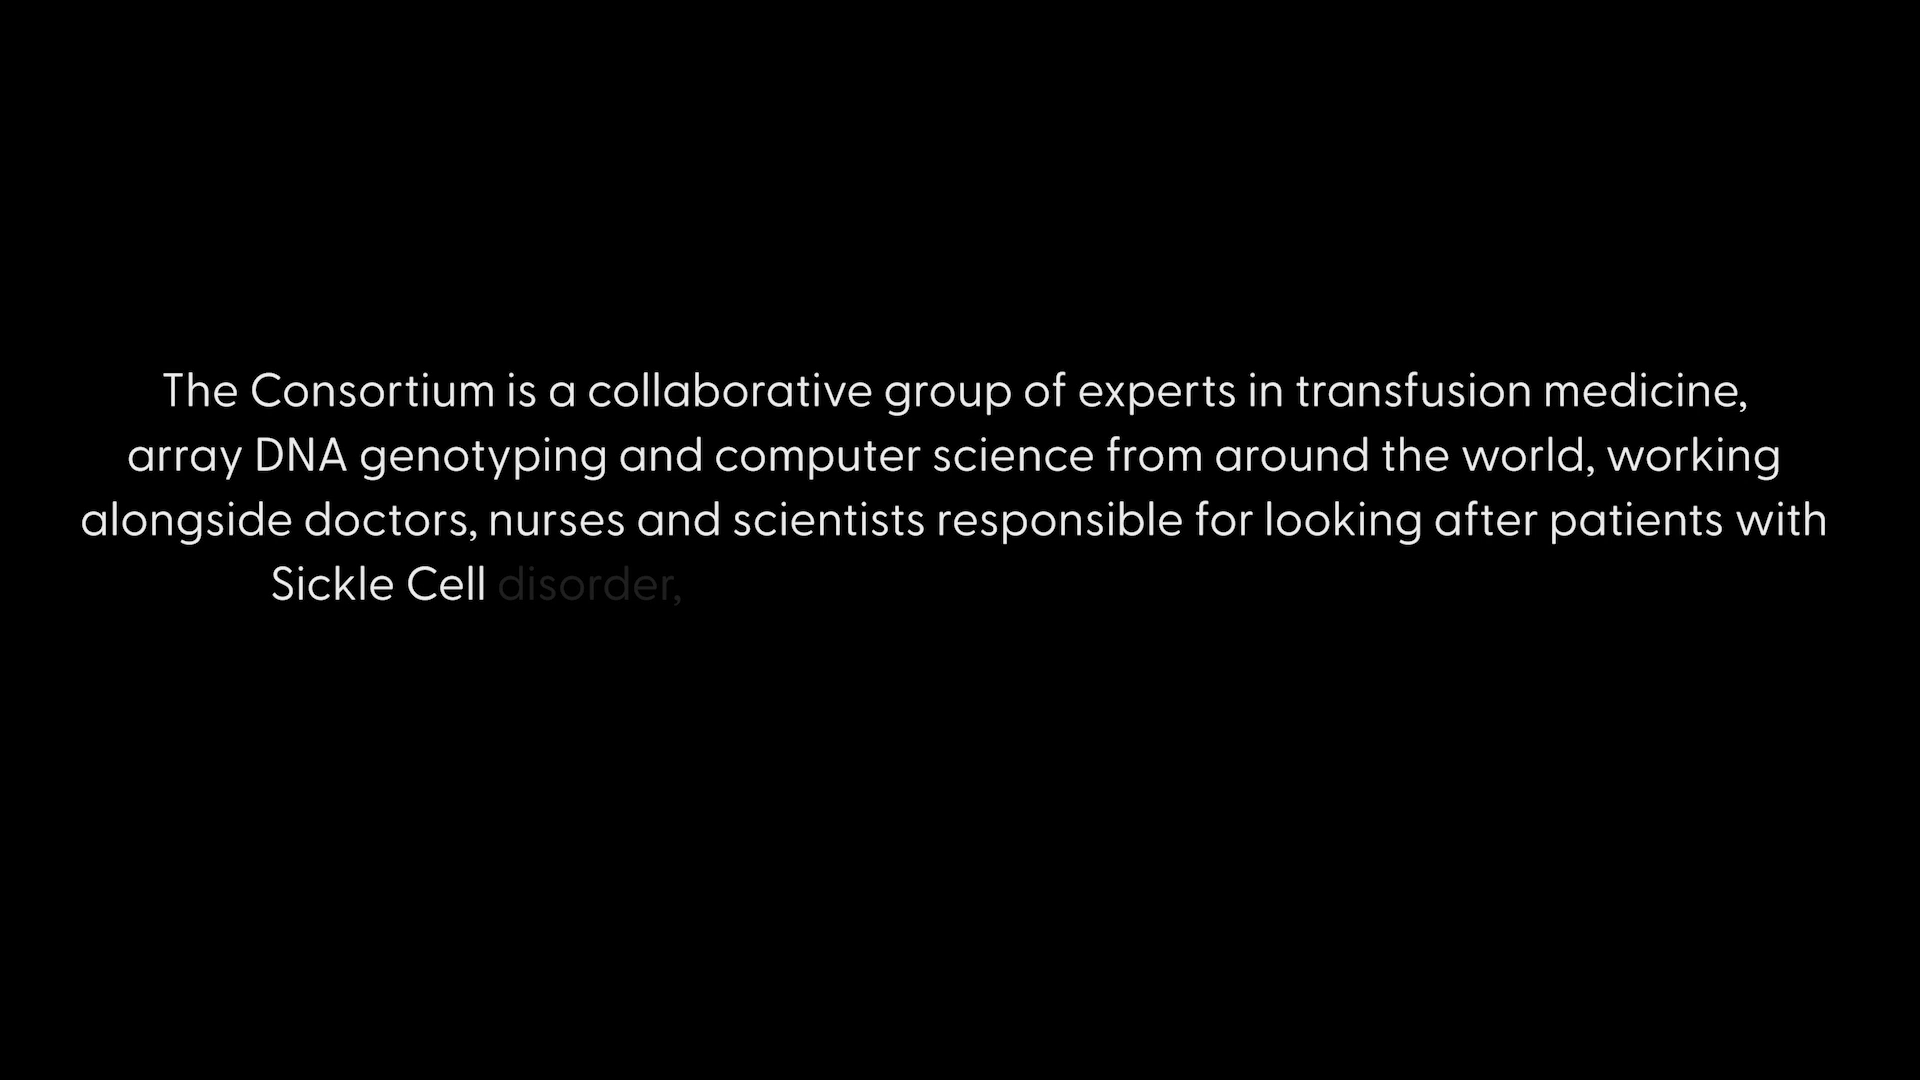 The Consortium is a collaborative group of experts in transfusion medicine,
array DNA genotyping and computer science from around the world, working
alongside doctors, nurses and scientists responsible for looking after patients with
Sickle Cell disorder,